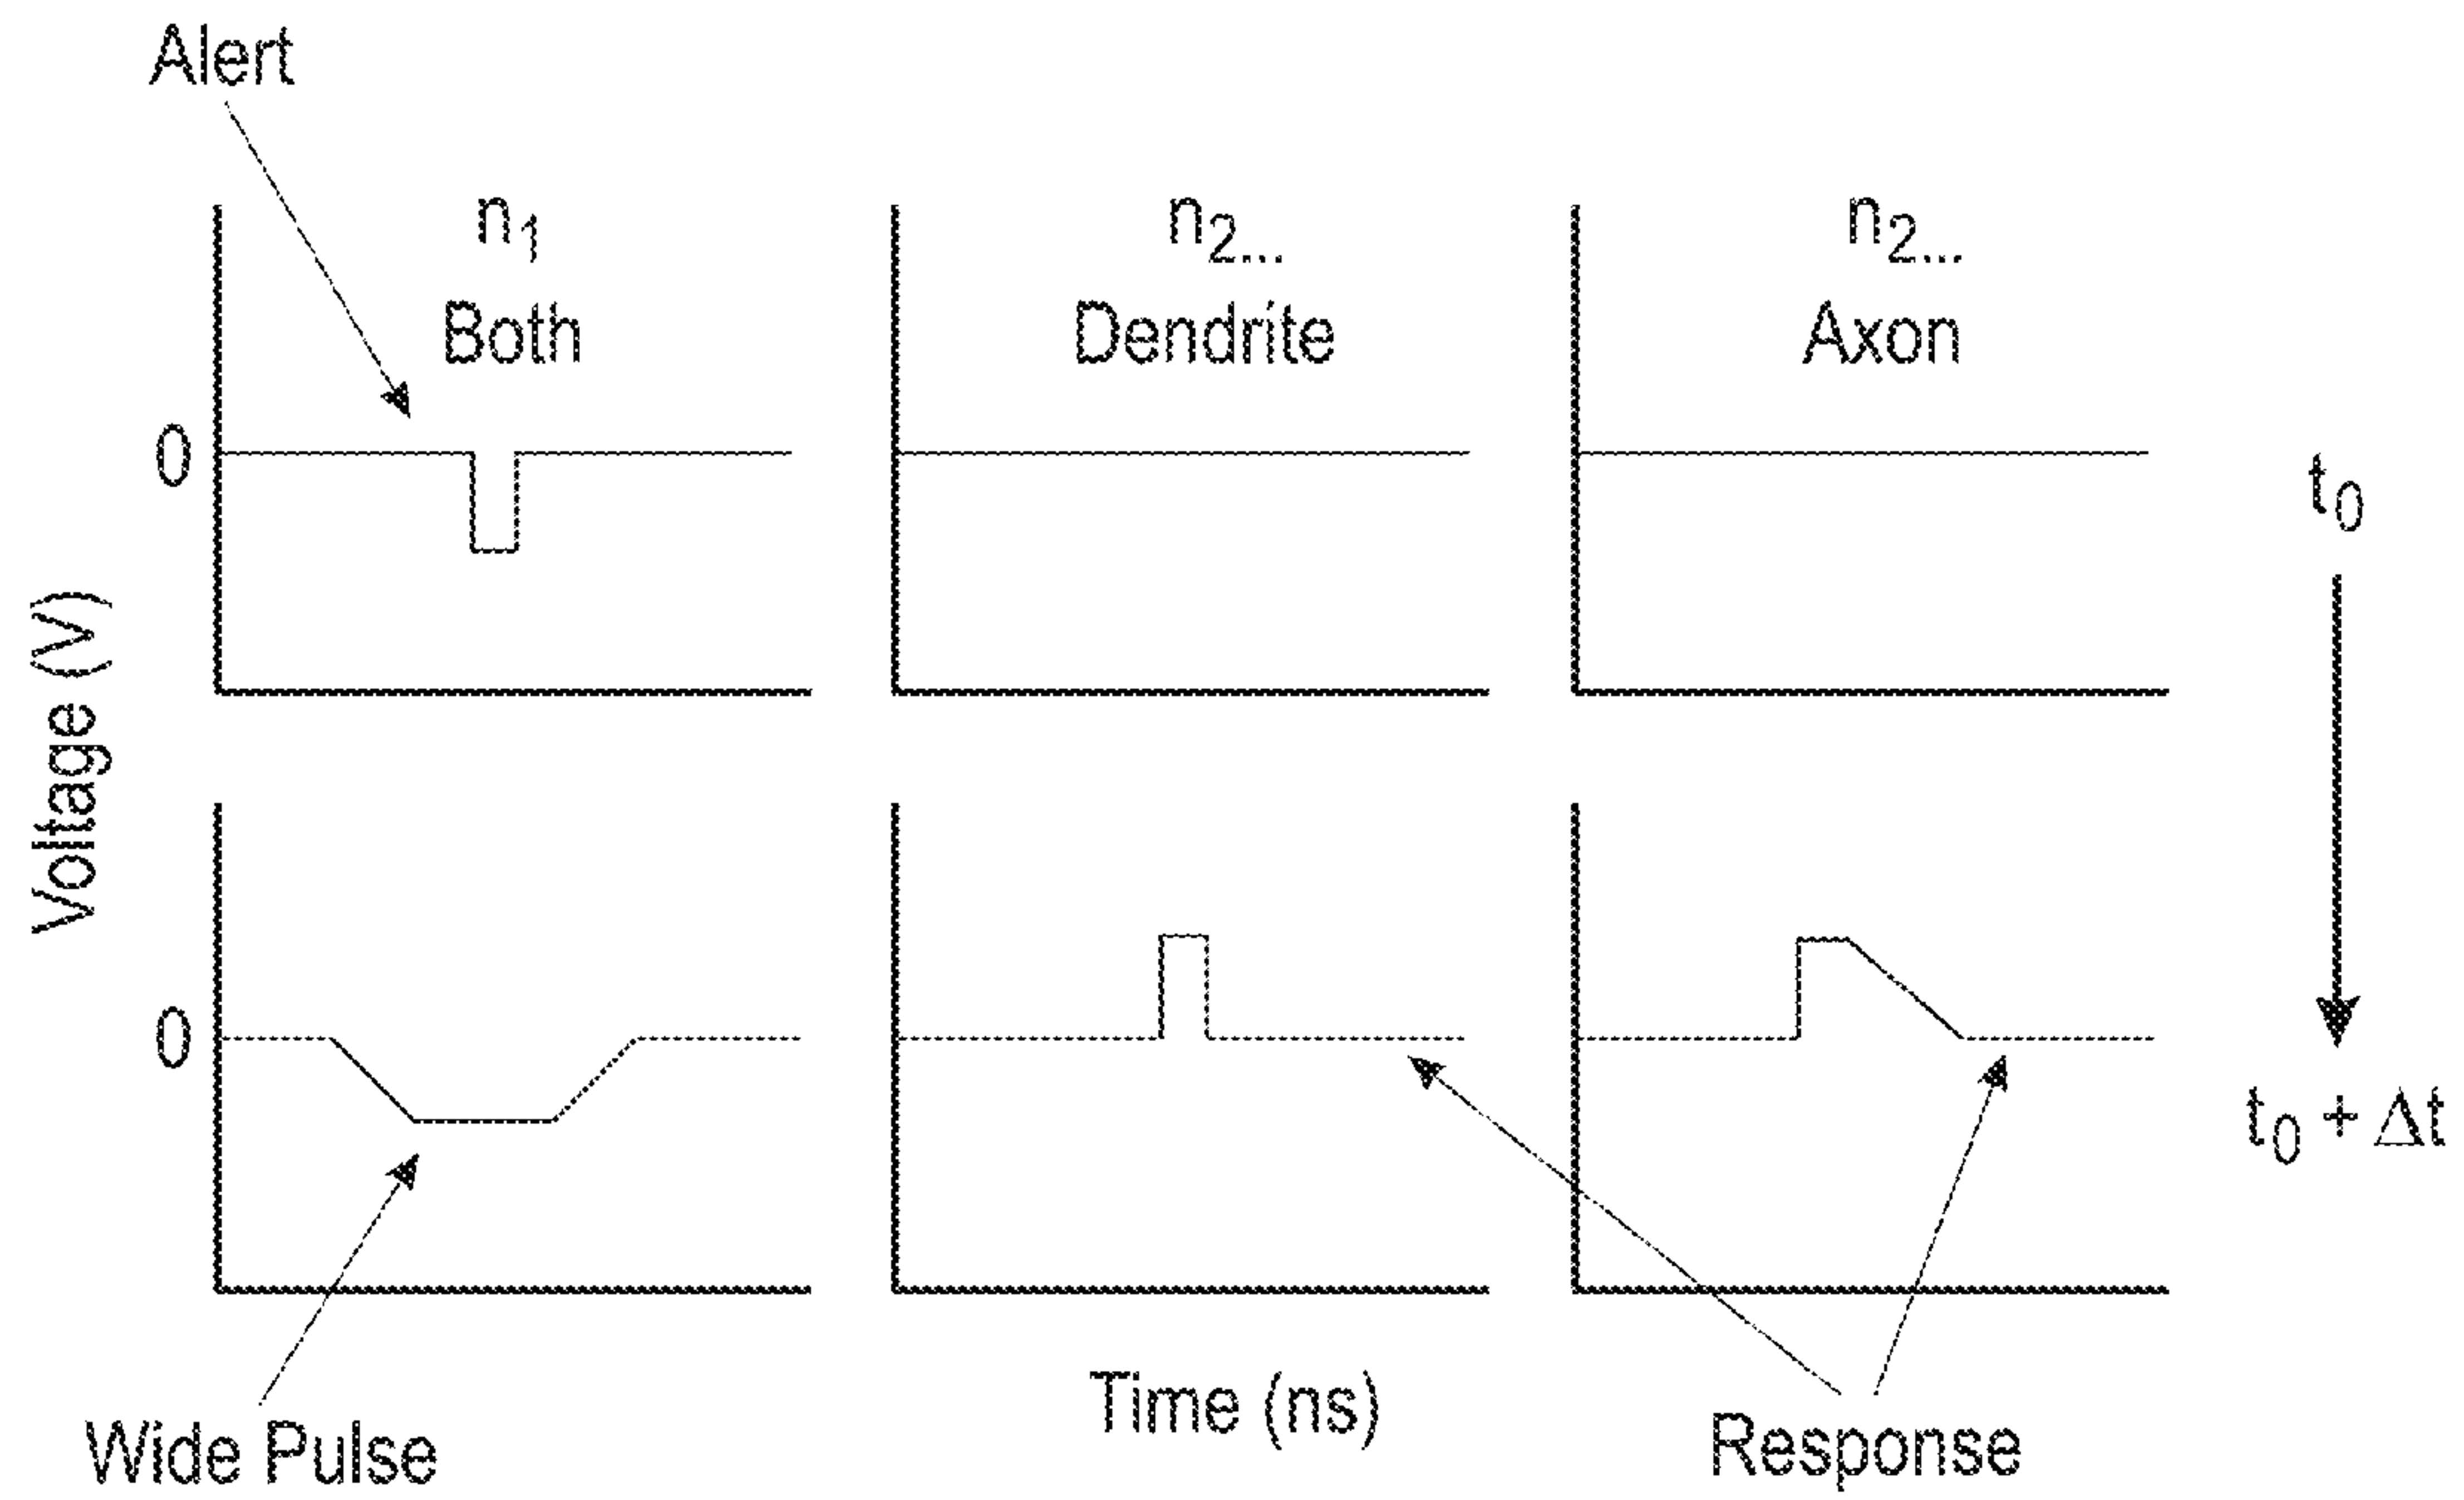 Alert
n1
Both
n2...
Dendrite
n2...
Axon
0
t0
Voltage (V)
0
t0 + Δt
Time (ns)
Wide Pulse
Response